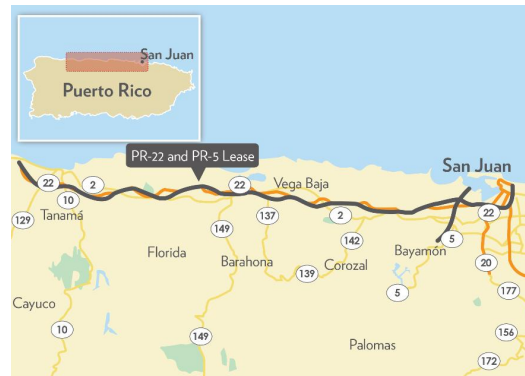 San Juan
Puerto Rico
PR-22 and PR-5 Lease
San Juan
22
2
22
Vega Baja
10
129
Tanamá
137
2
22
149
142
5
Florida
Barahona
Bayamón
20
139
Corozal
5
177
Cayuco
10
149
156
Palomas
172